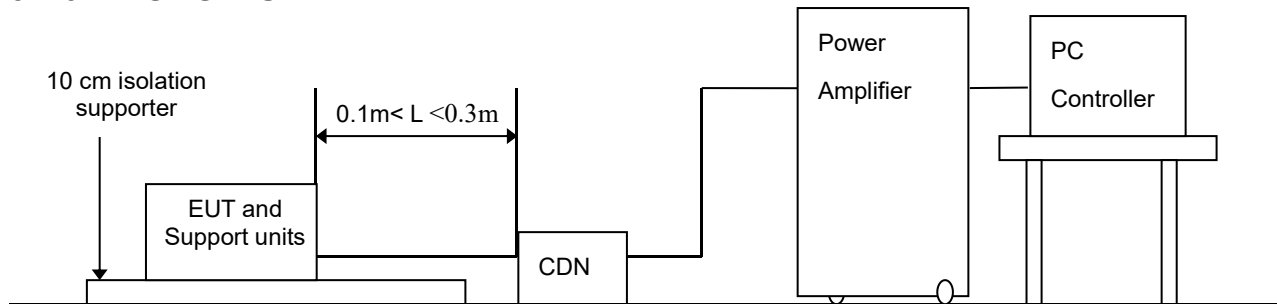 10 cm isolation
supporter
0.1m< L <0.3m
EUT and
Support units
CDN
Power
Amplifier
PC
Controller